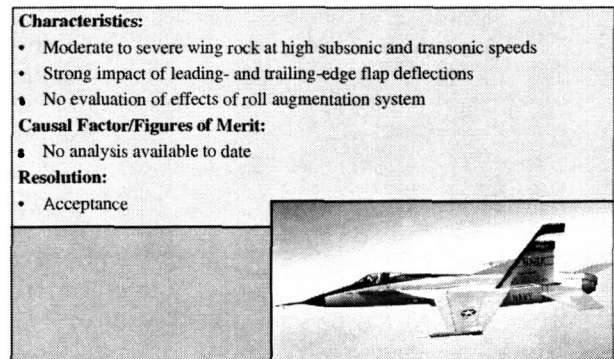 Characteristics:
• Moderate to severe wing rock at high subsonic and transonic speeds
• Strong impact of leading- and trailing-edge flap deflections
• No evaluation of effects of roll augmentation system
Causal Factor/Figures of Merit:
• No analysis available to date
Resolution:
• Acceptance
NAVY